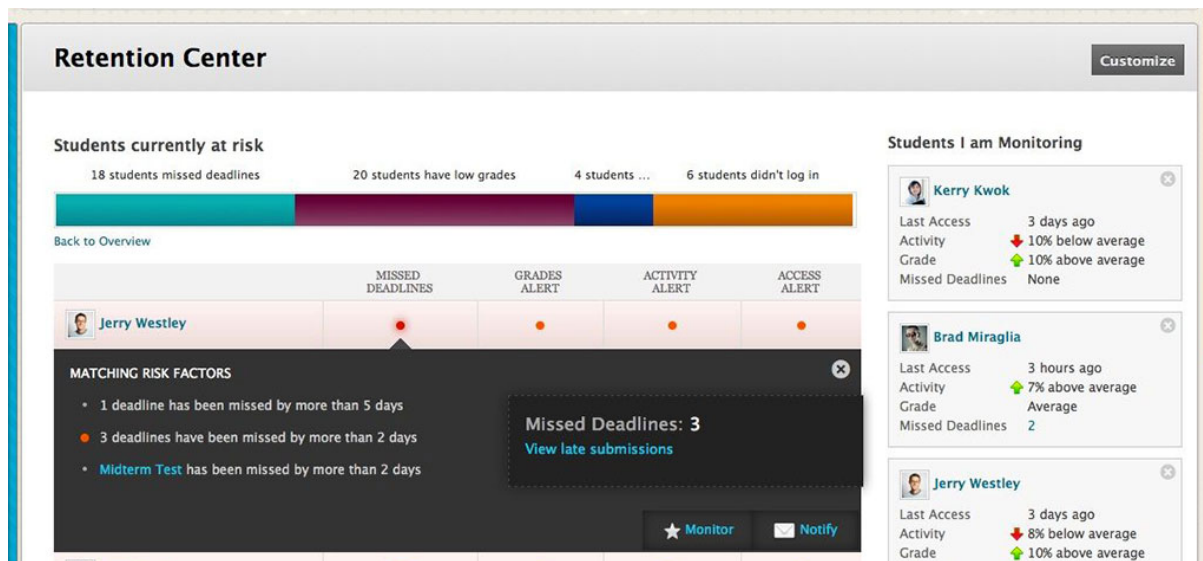 Retention Center
Customize
Students currently at risk
18 students missed deadlines
20 students have low grades
4 students ...
6 students didn't log in
Back to Overview
MISSED DEADLINES
GRADES ALERT
ACTIVITY ALERT
ACCESS ALERT
Jerry Westley
MATCHING RISK FACTORS
1 deadline has been missed by more than 5 days
3 deadlines have been missed by more than 2 days
Midterm Test has been missed by more than 2 days
Missed Deadlines: 3
View late submissions
Monitor
Notify
Students I am Monitoring
Kerry Kwok
Last Access 3 days ago
Activity 10% below average
Grade 10% above average
Missed Deadlines None
Brad Miraglia
Last Access 3 hours ago
Activity 7% above average
Grade Average
Missed Deadlines 2
Jerry Westley
Last Access 3 days ago
Activity 8% below average
Grade 10% above average